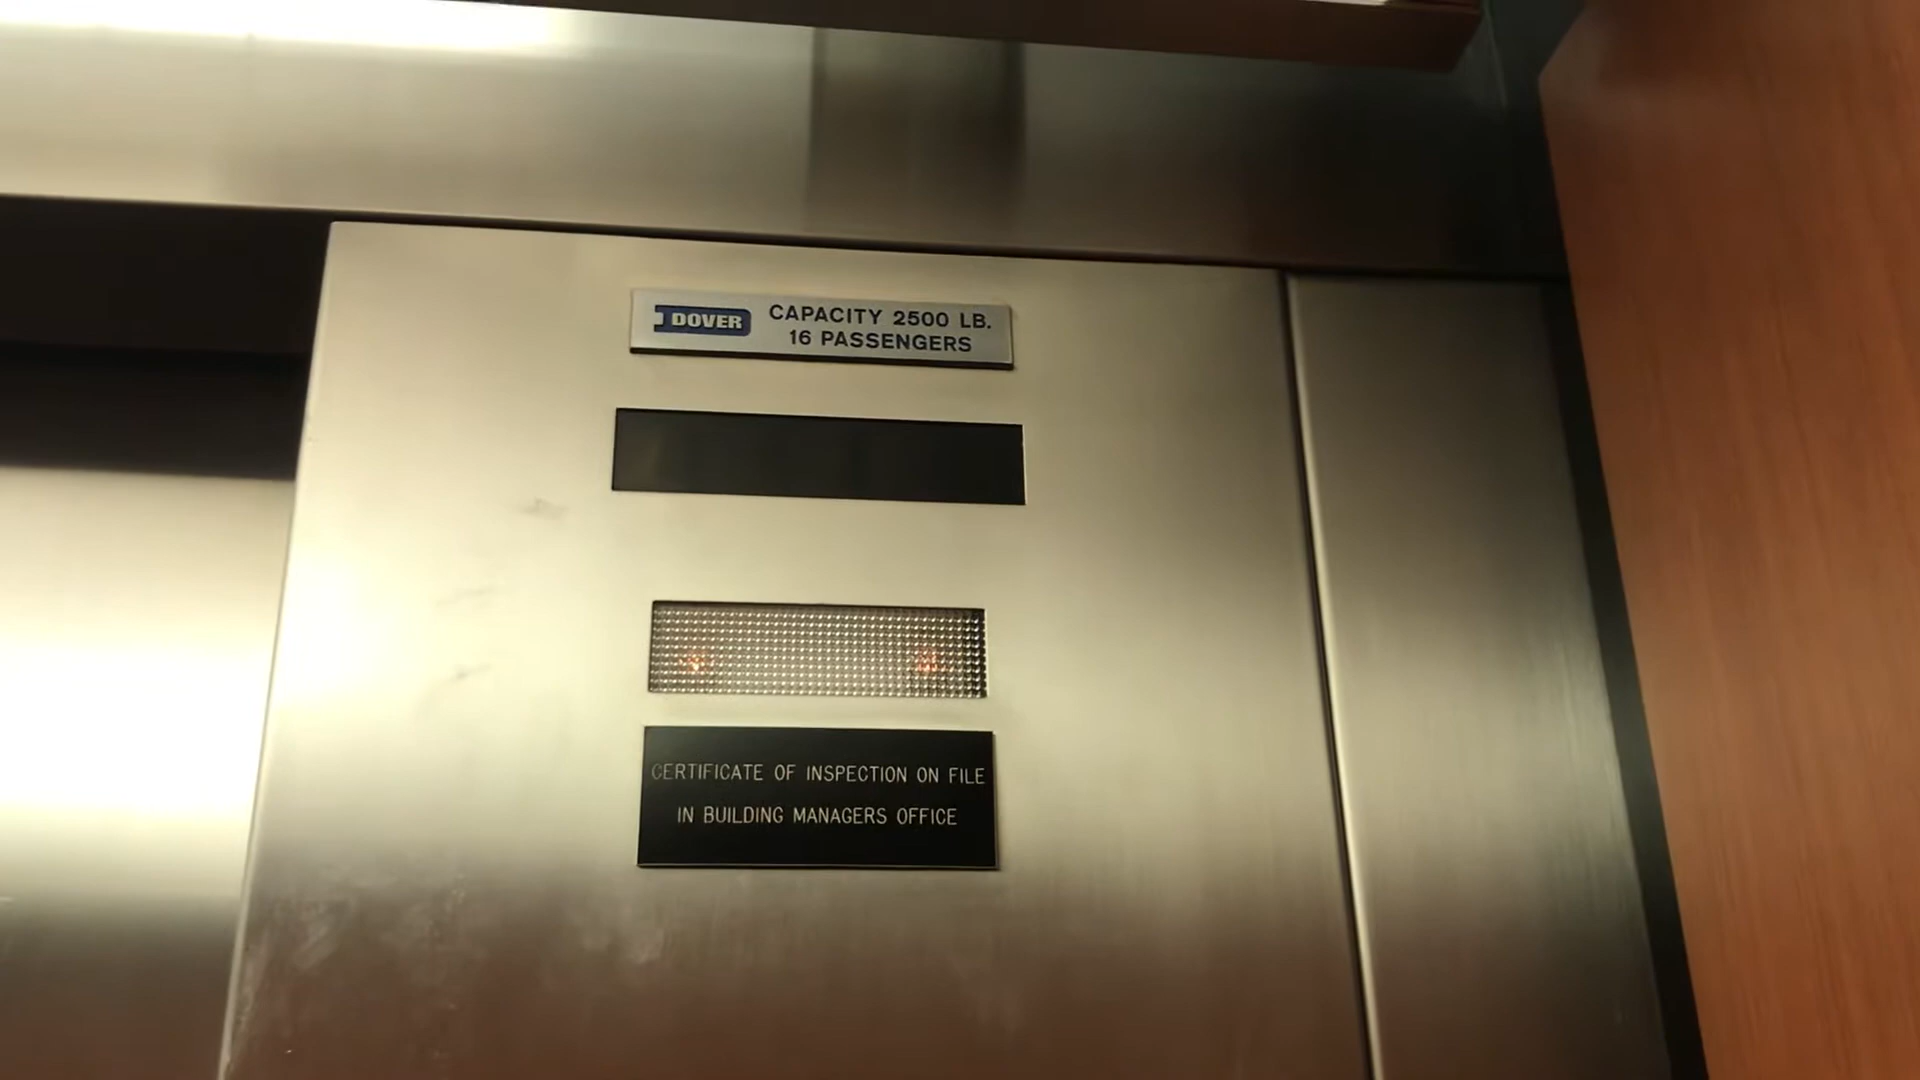 DOVER
CAPACITY 2500 LB.
16 PASSENGERS
CERTIFICATE OF INSPECTION ON FILE
IN BUILDING MANAGERS OFFICE